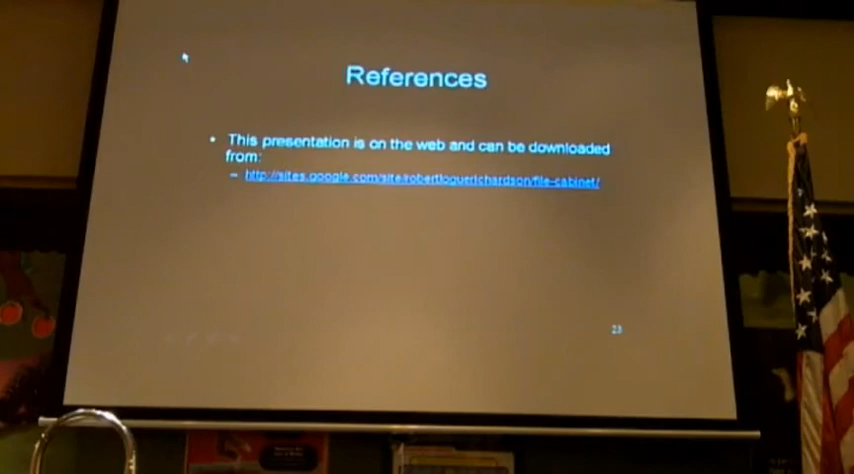 References
• This presentation is on the web and can be downloaded
from:
– http://sites.google.com/site/robertloguerichardson/file-cabinet/
23